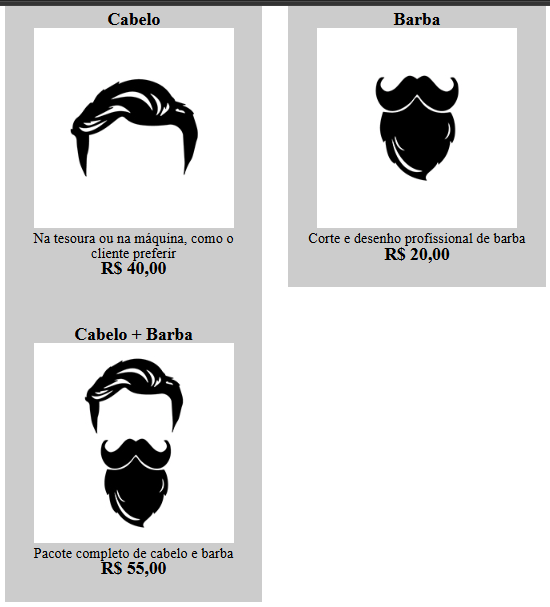 Cabelo
Na tesoura ou na máquina, como o
cliente preferir
R$ 40,00
Barba
Corte e desenho profissional de barba
R$ 20,00
Cabelo + Barba
Pacote completo de cabelo e barba
R$ 55,00